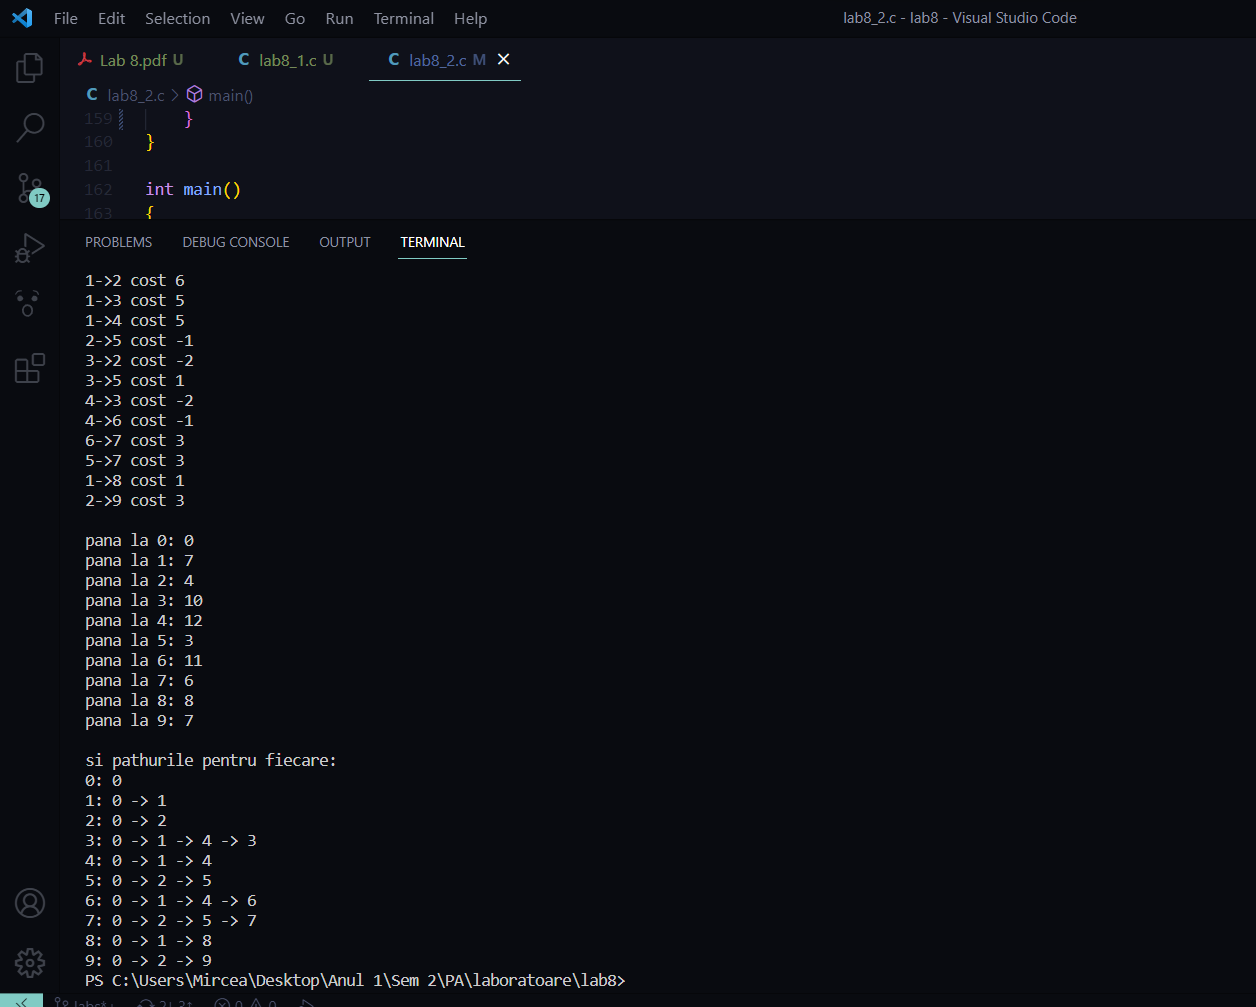 File Edit Selection View Go Run Terminal Help
lab8_2.c - lab8 - Visual Studio Code
Lab 8.pdf U
C lab8_1.c U
C lab8_2.c M
C lab8_2.c > main()
159 }
160 }
161
162 int main()
163 {
17
PROBLEMS DEBUG CONSOLE OUTPUT TERMINAL
1->2 cost 6
1->3 cost 5
1->4 cost 5
2->5 cost -1
3->2 cost -2
3->5 cost 1
4->3 cost -2
4->6 cost -1
6->7 cost 3
5->7 cost 3
1->8 cost 1
2->9 cost 3
pana la 0: 0
pana la 1: 7
pana la 2: 4
pana la 3: 10
pana la 4: 12
pana la 5: 3
pana la 6: 11
pana la 7: 6
pana la 8: 8
pana la 9: 7
si pathurile pentru fiecare:
0: 0
1: 0 -> 1
2: 0 -> 2
3: 0 -> 1 -> 4 -> 3
4: 0 -> 1 -> 4
5: 0 -> 2 -> 5
6: 0 -> 1 -> 4 -> 6
7: 0 -> 2 -> 5 -> 7
8: 0 -> 1 -> 8
9: 0 -> 2 -> 9
PS C:\Users\Mircea\Desktop\Anul 1\Sem 2\PA\laboratoare\lab8>